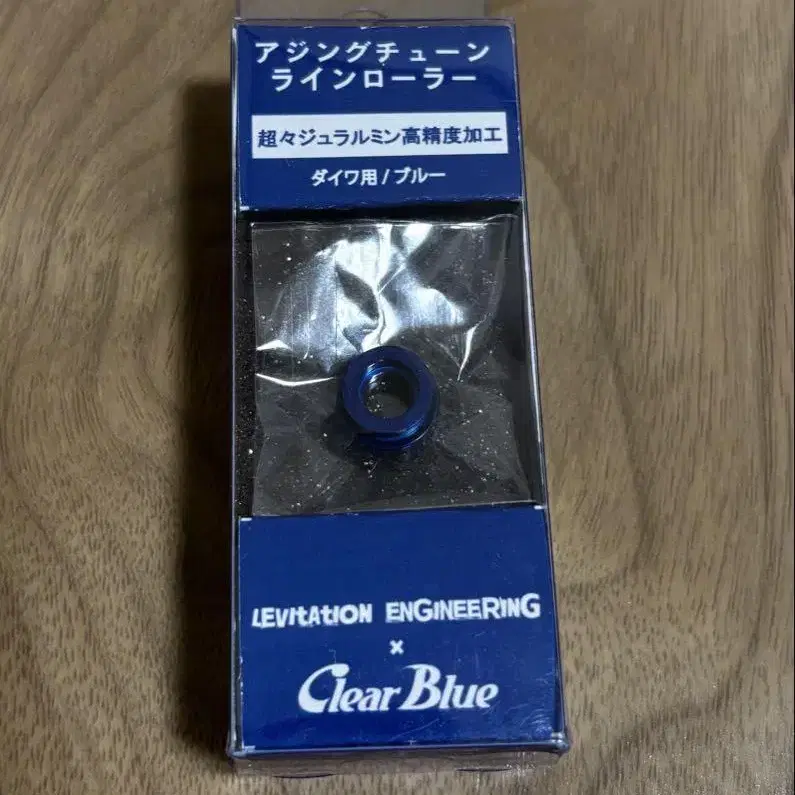 アジングチューン
ラインローラー
超々ジュラルミン高精度加工
ダイワ用/ブルー
LEVITATION ENGINEERING
×
Clear Blue